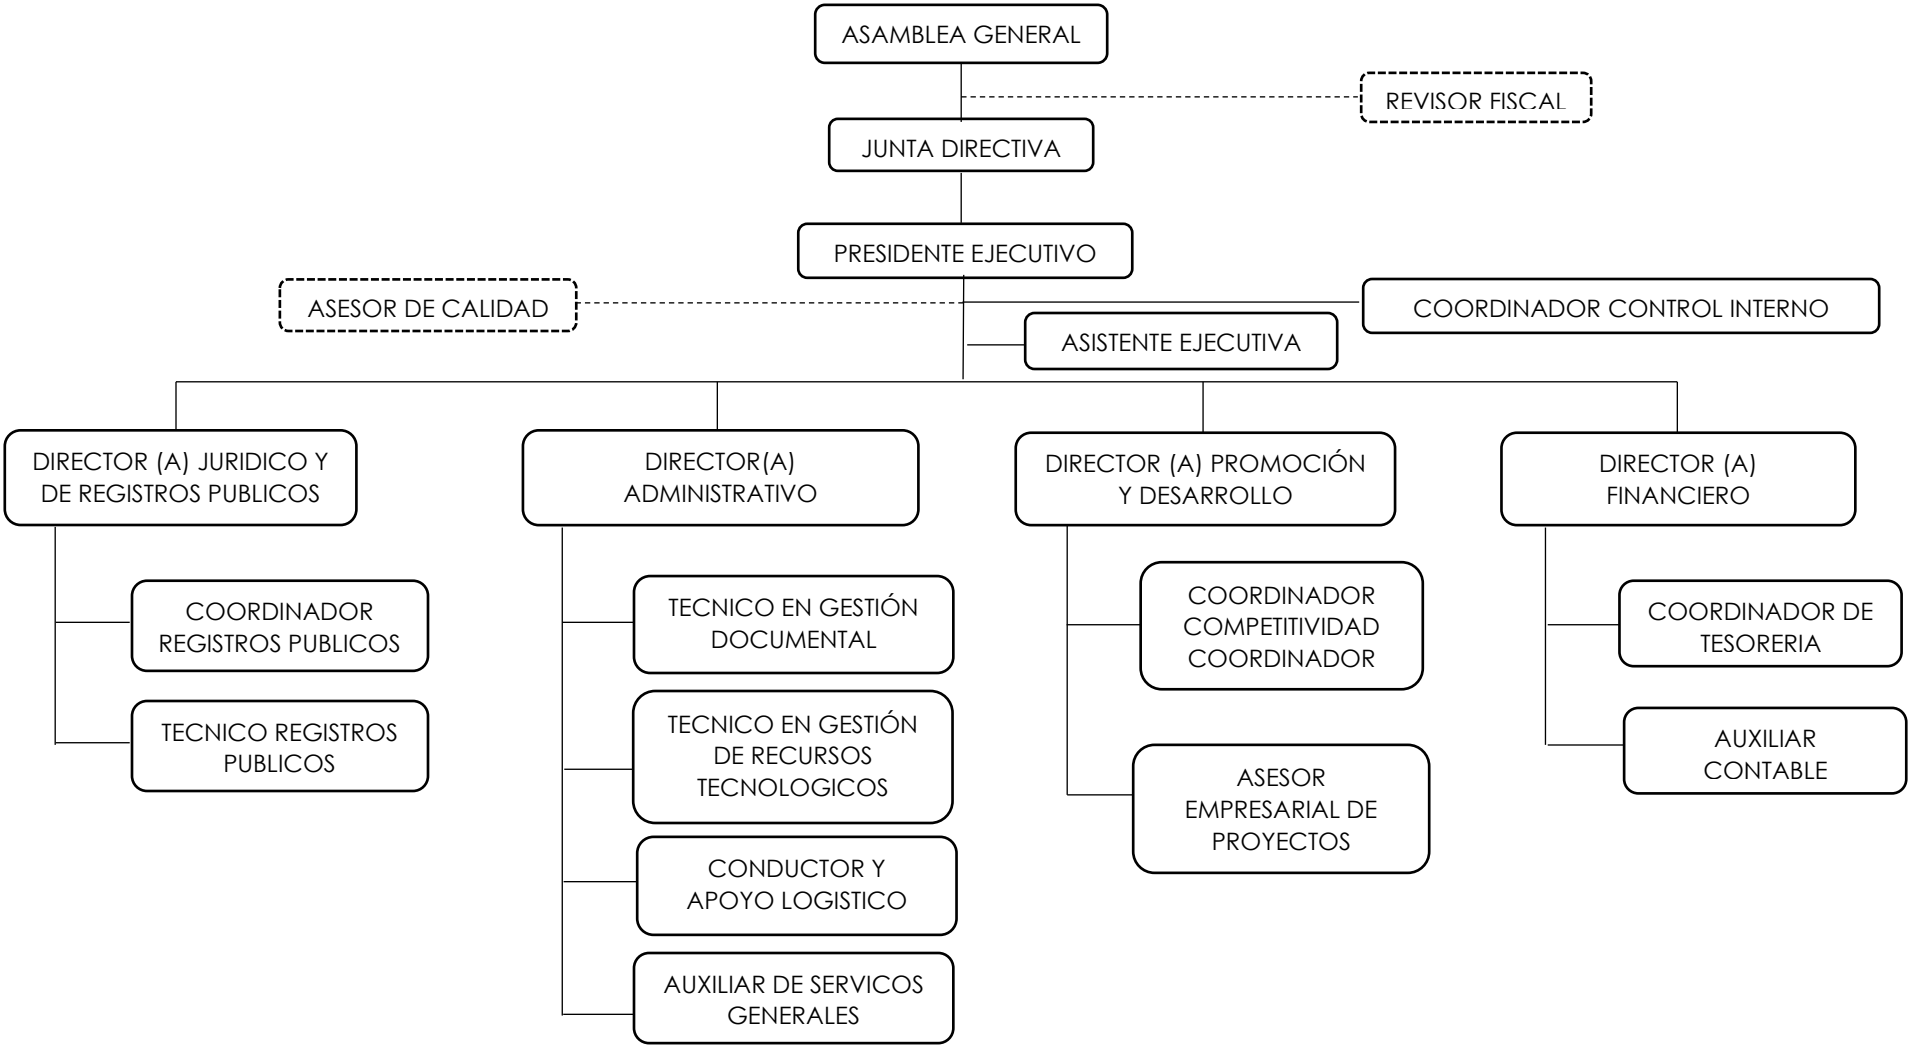 ASAMBLEA GENERAL
REVISOR FISCAL
JUNTA DIRECTIVA
PRESIDENTE EJECUTIVO
ASESOR DE CALIDAD
COORDINADOR CONTROL INTERNO
ASISTENTE EJECUTIVA
DIRECTOR (A) JURIDICO Y
DE REGISTROS PUBLICOS
DIRECTOR(A)
ADMINISTRATIVO
DIRECTOR (A) PROMOCIÓN
Y DESARROLLO
DIRECTOR (A)
FINANCIERO
COORDINADOR
REGISTROS PUBLICOS
TECNICO REGISTROS
PUBLICOS
TECNICO EN GESTIÓN
DOCUMENTAL
TECNICO EN GESTIÓN
DE RECURSOS
TECNOLOGICOS
CONDUCTOR Y
APOYO LOGISTICO
AUXILIAR DE SERVICOS
GENERALES
COORDINADOR
COMPETITIVIDAD
COORDINADOR
ASESOR
EMPRESARIAL DE
PROYECTOS
COORDINADOR DE
TESORERIA
AUXILIAR
CONTABLE